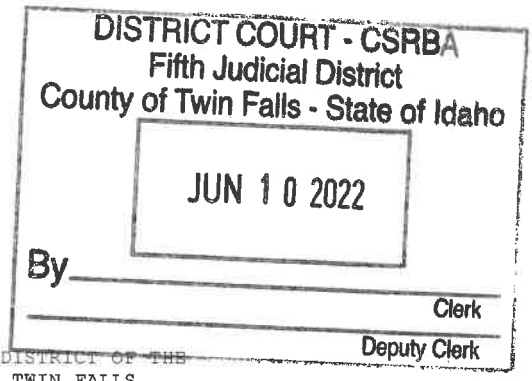 DISTRICT COURT - CSRBA
Fifth Judicial District
County of Twin Falls - State of Idaho
JUN 10 2022
By
Clerk
Deputy Clerk
DISTRICT OF THE
TWIN FALLS